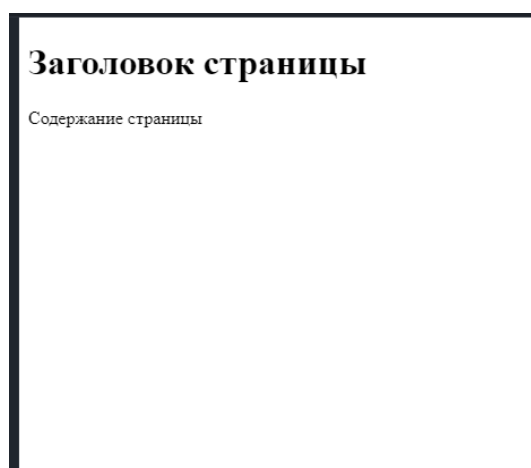 Заголовок страницы
Содержание страницы